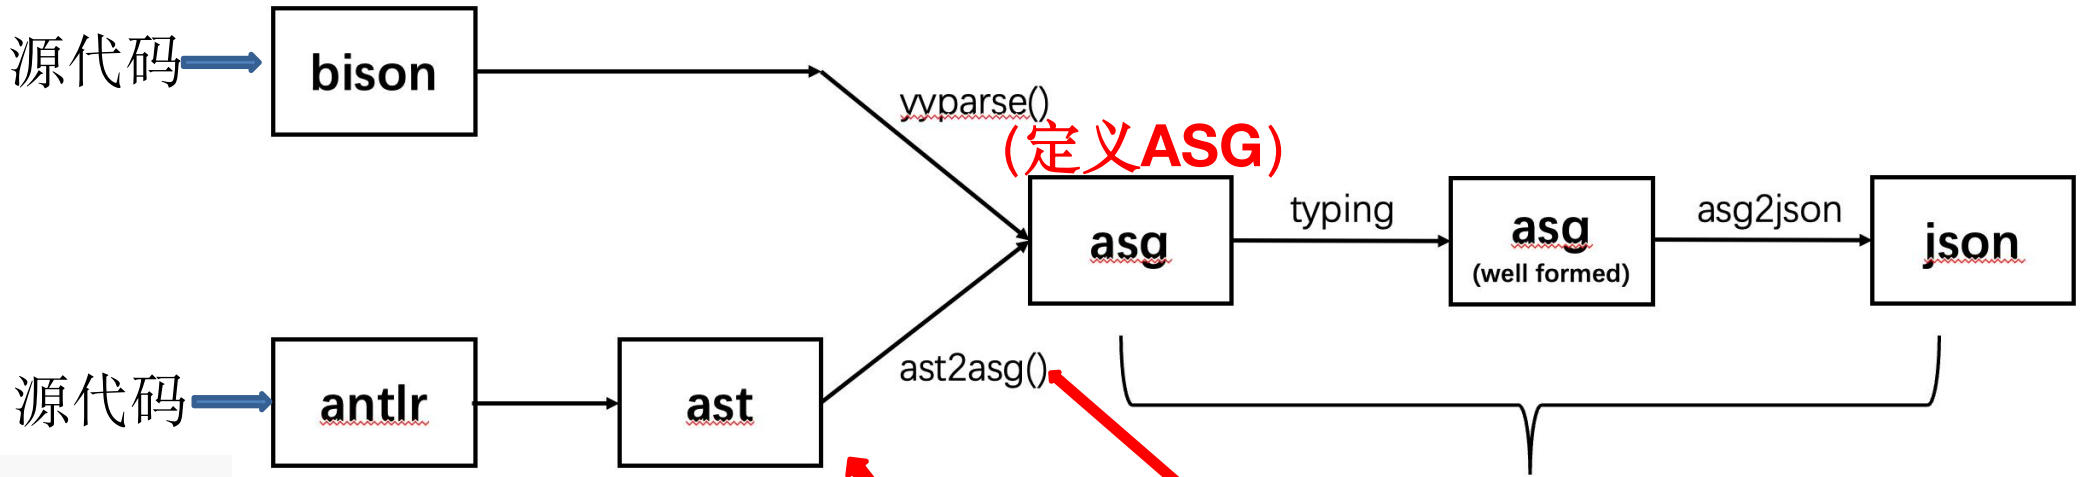 源代码
bison
yyparse()
(定义ASG)
asg
typing
asg
(well formed)
asg2json
json
源代码
antlr
ast
ast2asg()